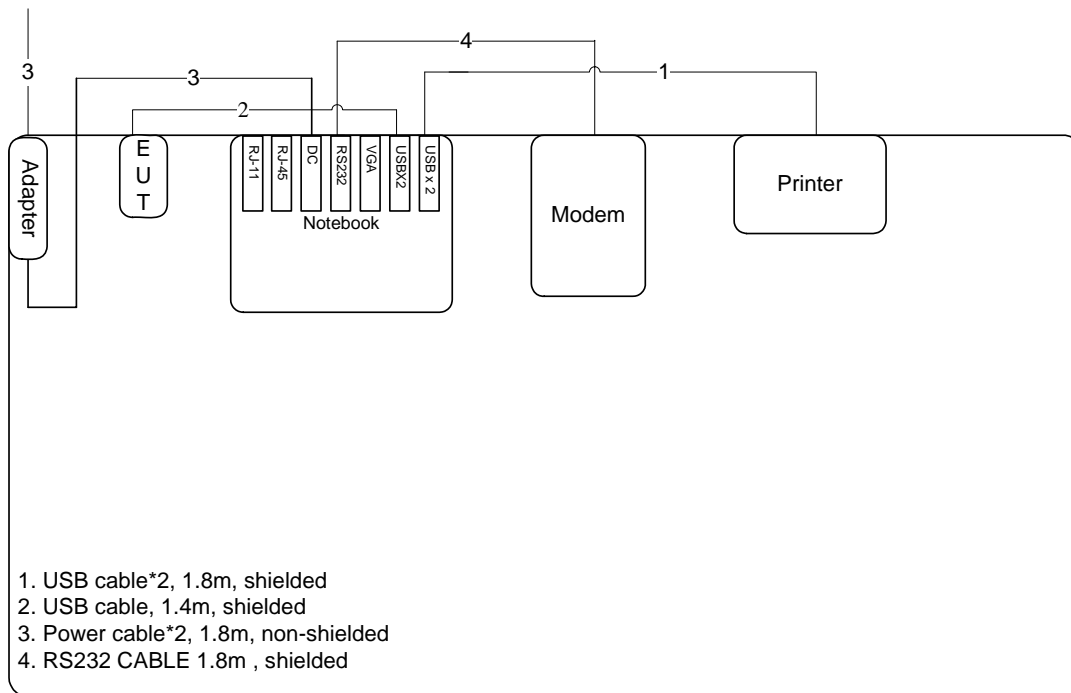 4
3
3
1
2
Adapter
E
U
T
RJ-11
RJ-45
DC
RS232
VGA
USBX2
USB x 2
Notebook
Modem
Printer
1. USB cable*2, 1.8m, shielded
2. USB cable, 1.4m, shielded
3. Power cable*2, 1.8m, non-shielded
4. RS232 CABLE 1.8m , shielded